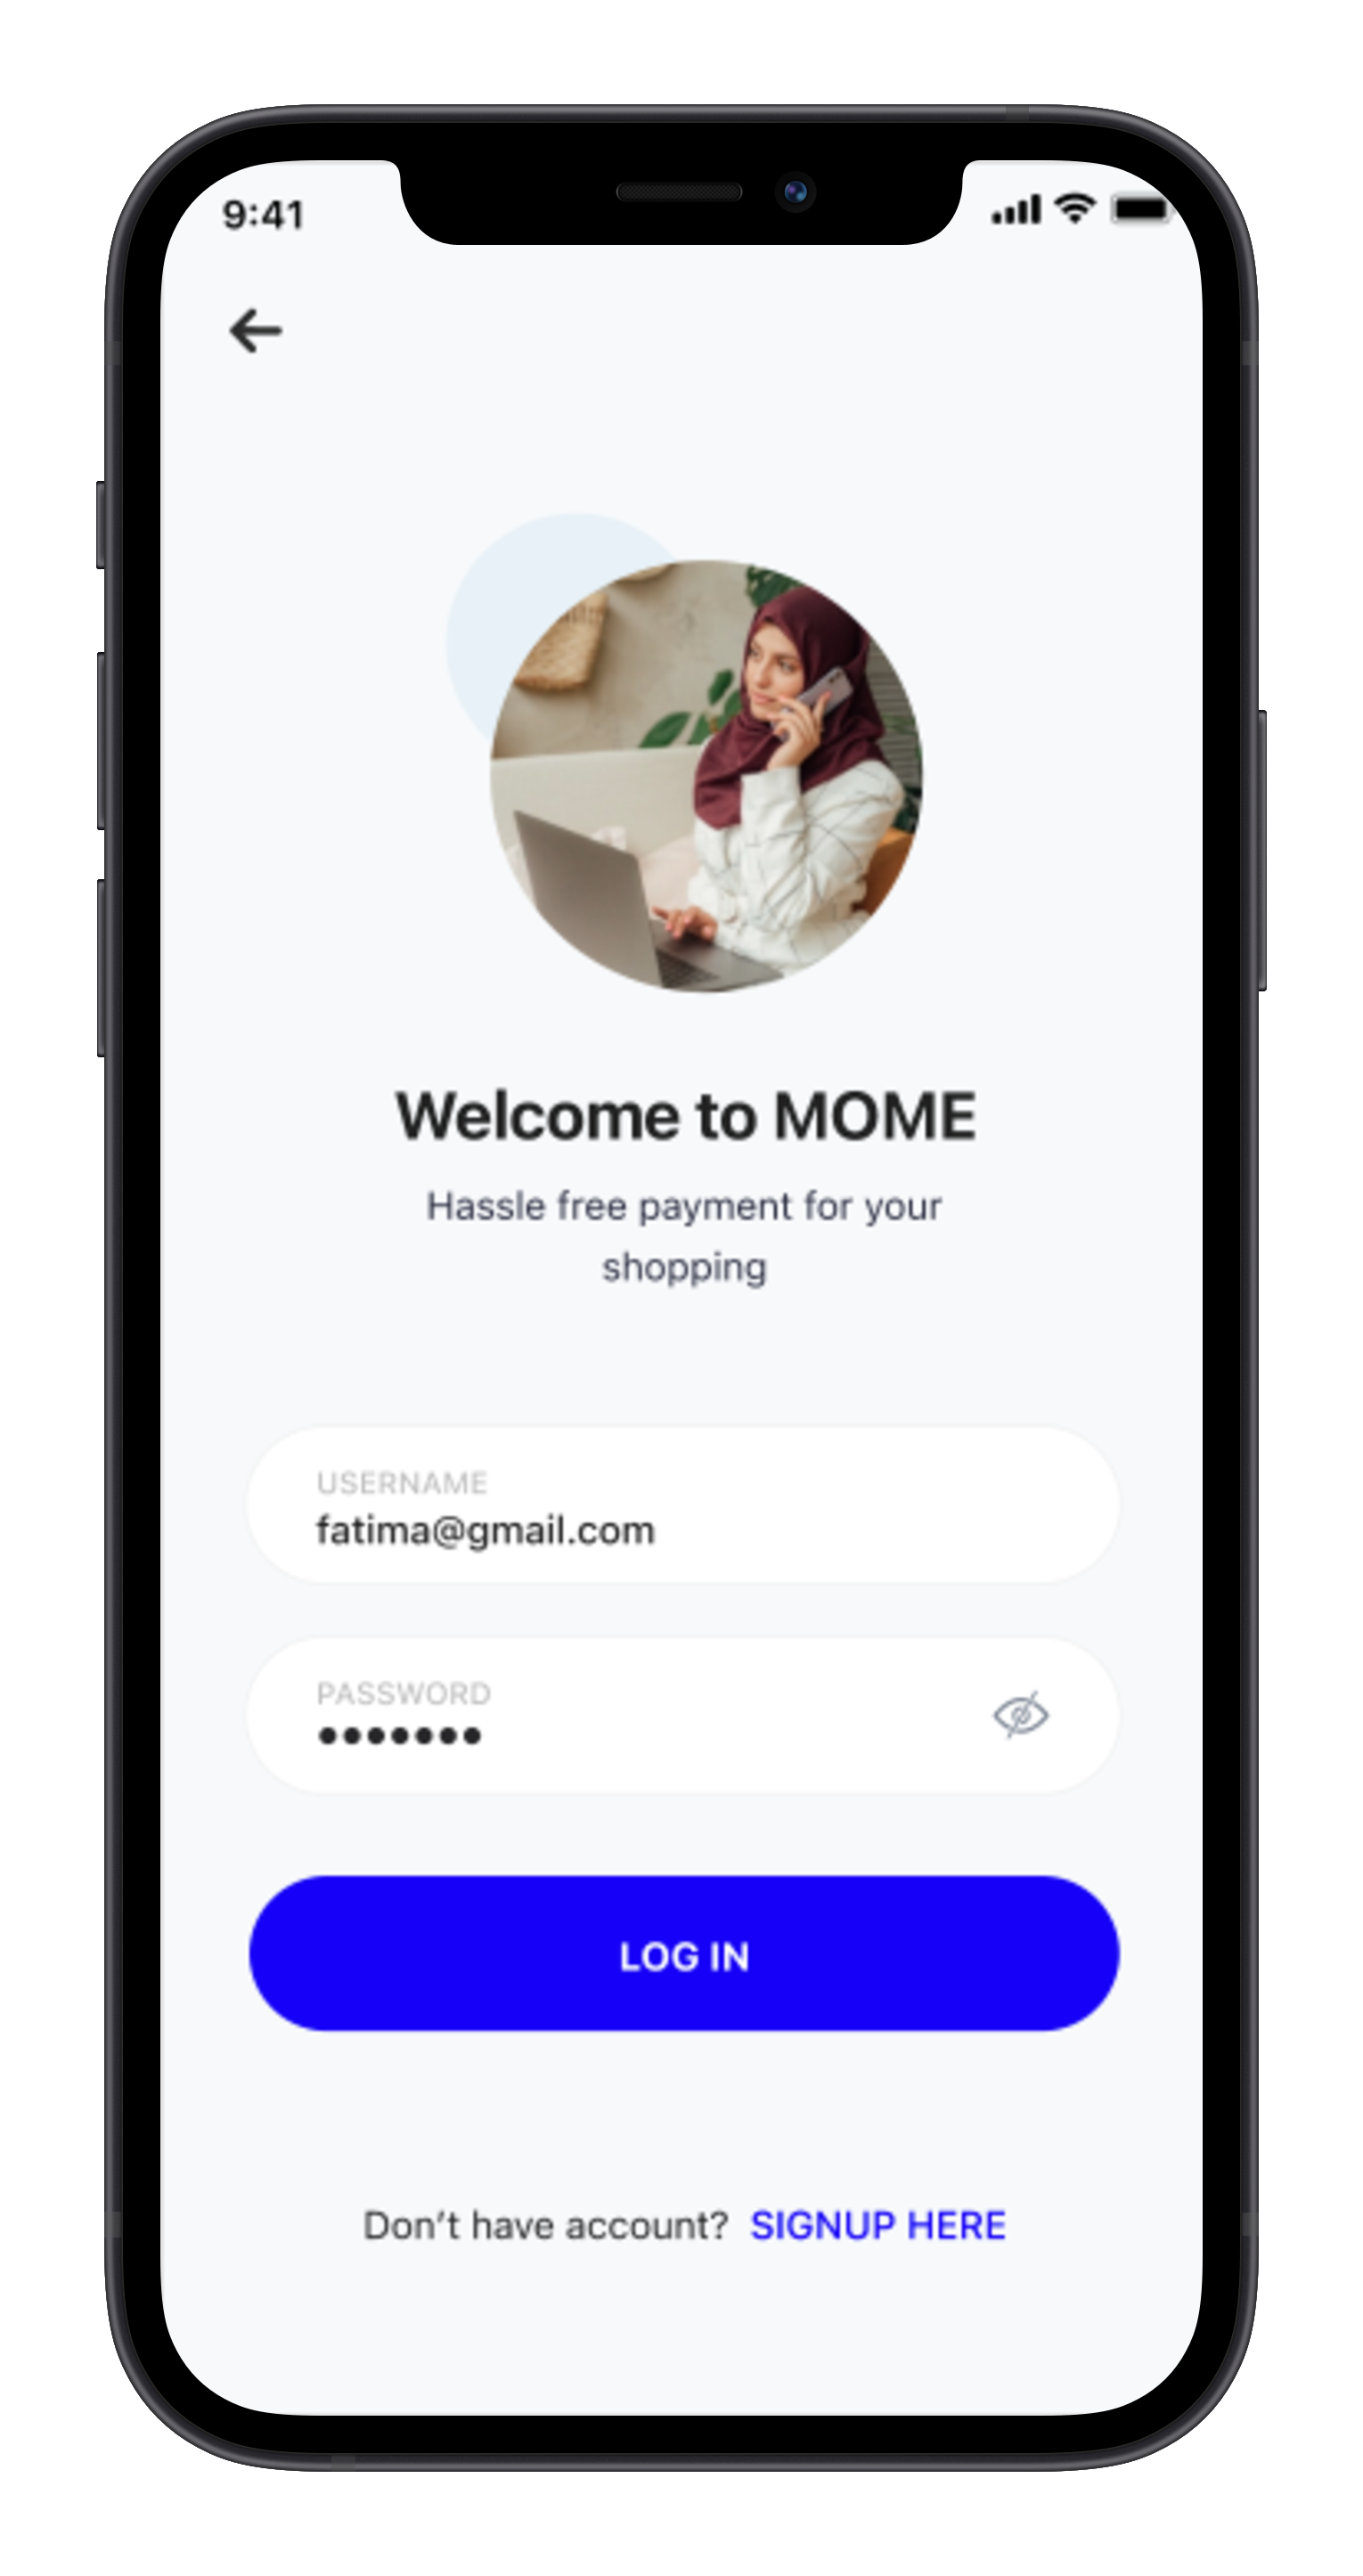 9:41
Welcome to MOME
Hassle free payment for your
shopping
USERNAME
fatima@gmail.com
PASSWORD
•••••••
LOG IN
Don’t have account? SIGNUP HERE